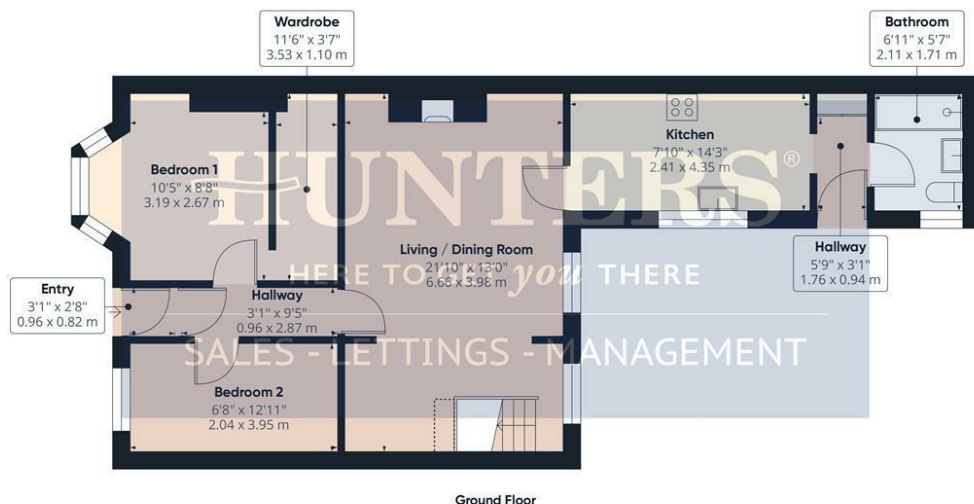 Wardrobe
11'6" x 3'7"
3.53 x 1.10 m
Bathroom
6'11" x 5'7"
2.11 x 1.71 m
Bedroom 1
10'5" x 8'8"
3.19 x 2.67 m
Kitchen
7'10" x 14'3"
2.41 x 4.35 m
HUNTERS®
HERE TO GET you THERE
SALES - LETTINGS - MANAGEMENT
Living / Dining Room
21'10" x 13'0"
6.66 x 3.98 m
Hallway
5'9" x 3'1"
1.76 x 0.94 m
Entry
3'1" x 2'8"
0.96 x 0.82 m
Hallway
3'1" x 9'5"
0.96 x 2.87 m
Bedroom 2
6'8" x 12'11"
2.04 x 3.95 m
Ground Floor